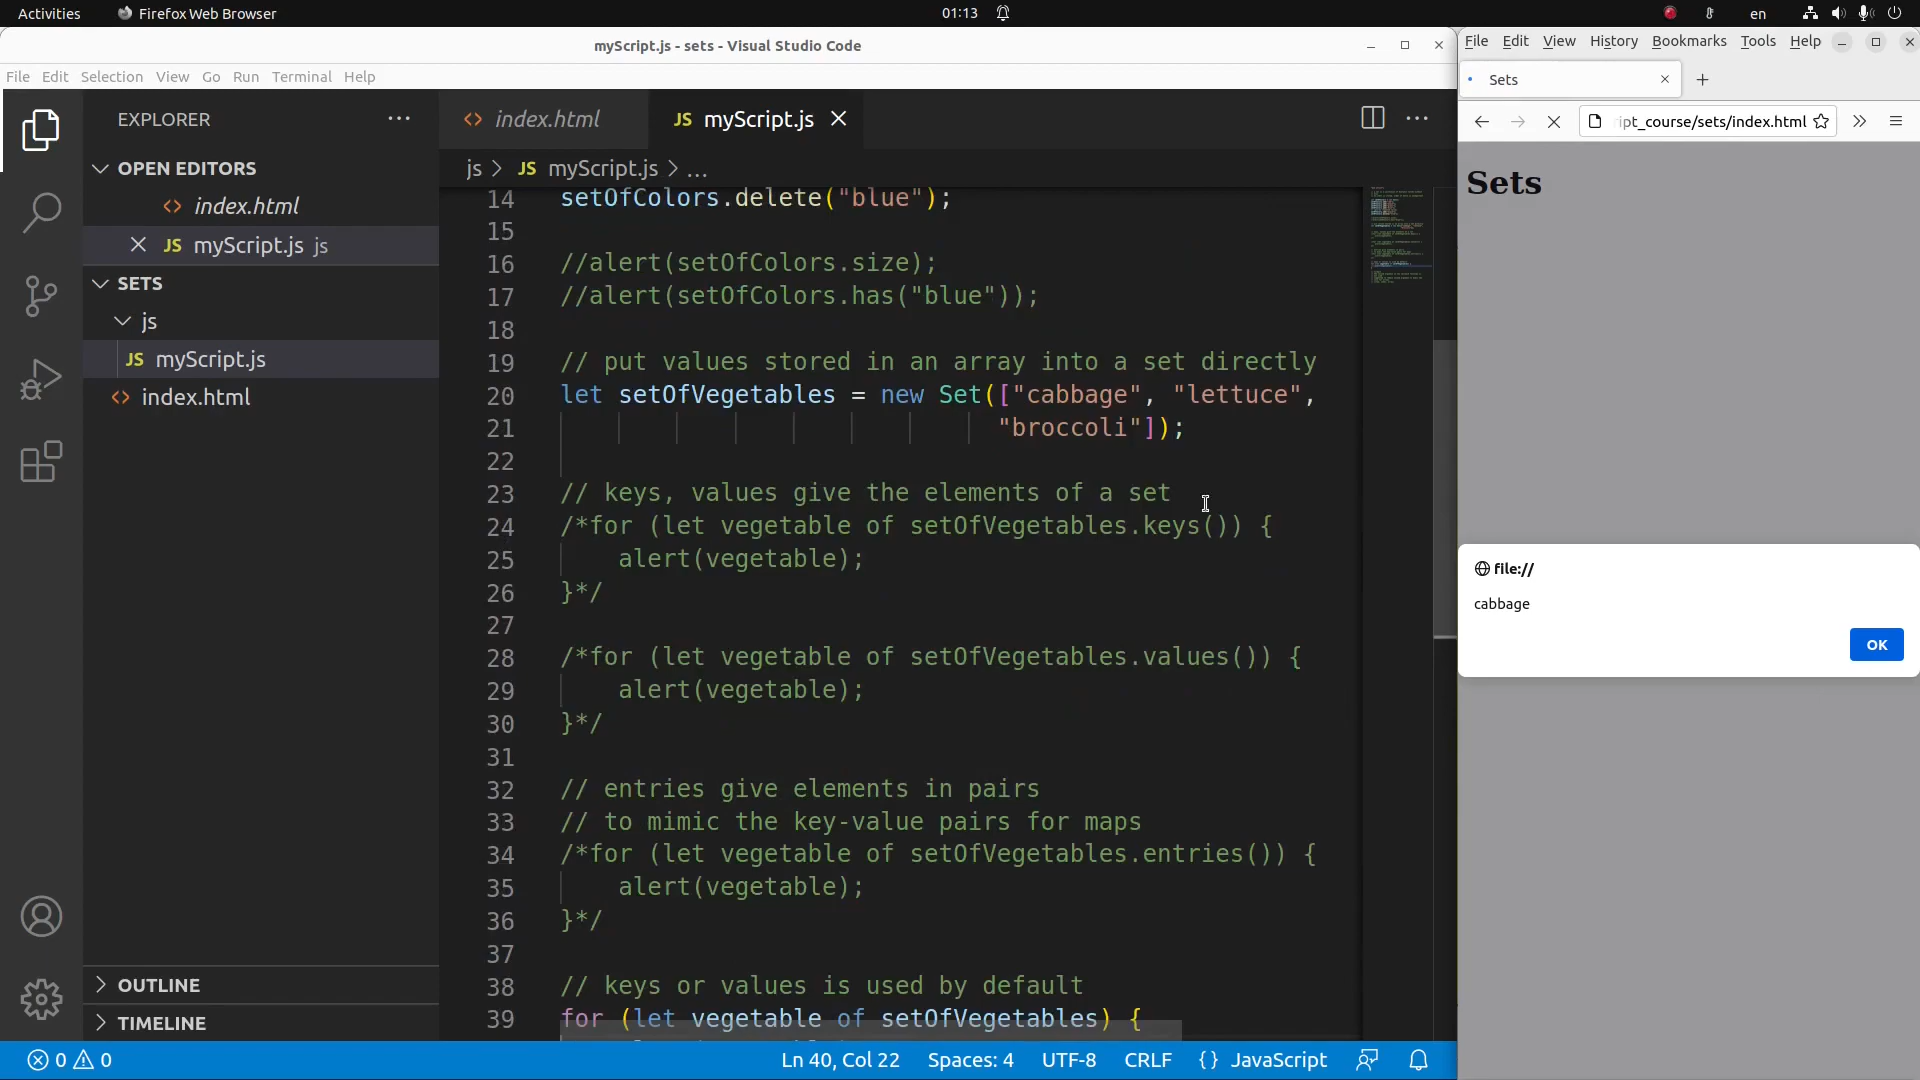 Activities
Firefox Web Browser
01:13
en
myScript.js - sets - Visual Studio Code
File Edit Selection View Go Run Terminal Help
EXPLORER
OPEN EDITORS
index.html
myScript.js js
SETS
js
JS myScript.js
index.html
OUTLINE
TIMELINE
index.html
JS myScript.js
js > JS myScript.js > ...
14 setOfColors.delete("blue");
15
16 //alert(setOfColors.size);
17 //alert(setOfColors.has("blue"));
18
19 // put values stored in an array into a set directly
20 let setOfVegetables = new Set(["cabbage", "lettuce",
21 "broccoli"]);
22
23 // keys, values give the elements of a set
24 /*for (let vegetable of setOfVegetables.keys()) {
25 alert(vegetable);
26 }*/
27
28 /*for (let vegetable of setOfVegetables.values()) {
29 alert(vegetable);
30 }*/
31
32 // entries give elements in pairs
33 // to mimic the key-value pairs for maps
34 /*for (let vegetable of setOfVegetables.entries()) {
35 alert(vegetable);
36 }*/
37
38 // keys or values is used by default
39 for (let vegetable of setOfVegetables) {
0 0
Ln 40, Col 22 Spaces: 4 UTF-8 CRLF {} JavaScript
File Edit View History Bookmarks Tools Help
Sets
ipt_course/sets/index.html
Sets
file://
cabbage
OK